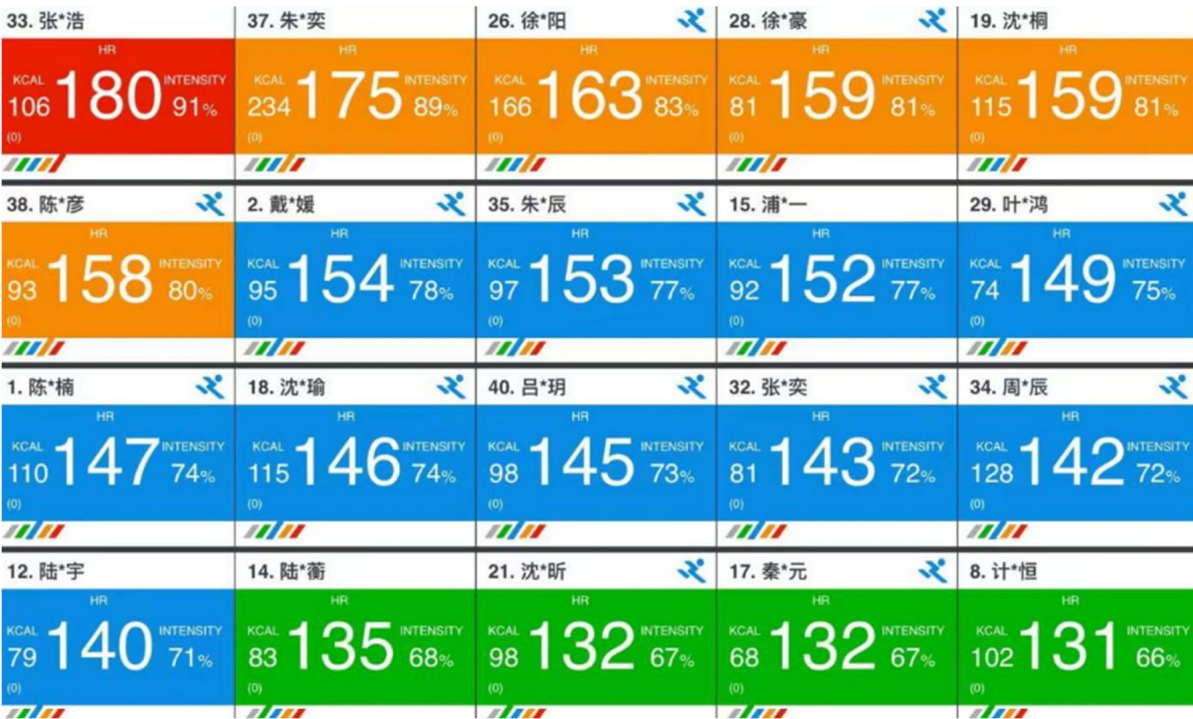 33. 张*浩
HR
KCAL 180 INTENSITY
106 91%
(0)
37. 朱*奕
HR
KCAL 175 INTENSITY
234 89%
(0)
26. 徐*阳
HR
KCAL 163 INTENSITY
166 83%
(0)
28. 徐*豪
HR
KCAL 159 INTENSITY
81 81%
(0)
19. 沈*桐
HR
KCAL 159 INTENSITY
115 81%
(0)
38. 陈*彦
HR
KCAL 158 INTENSITY
93 80%
(0)
2. 戴*媛
HR
KCAL 154 INTENSITY
95 78%
(0)
35. 朱*辰
HR
KCAL 153 INTENSITY
97 77%
(0)
15. 浦*一
HR
KCAL 152 INTENSITY
92 77%
(0)
29. 叶*鸿
HR
KCAL 149 INTENSITY
74 75%
(0)
1. 陈*楠
HR
KCAL 147 INTENSITY
110 74%
(0)
18. 沈*瑜
HR
KCAL 146 INTENSITY
115 74%
(0)
40. 吕*玥
HR
KCAL 145 INTENSITY
98 73%
(0)
32. 张*奕
HR
KCAL 143 INTENSITY
81 72%
(0)
34. 周*辰
HR
KCAL 142 INTENSITY
128 72%
(0)
12. 陆*宇
HR
KCAL 140 INTENSITY
79 71%
(0)
14. 陆*蘅
HR
KCAL 135 INTENSITY
83 68%
(0)
21. 沈*昕
HR
KCAL 132 INTENSITY
98 67%
(0)
17. 秦*元
HR
KCAL 132 INTENSITY
68 67%
(0)
8. 计*恒
HR
KCAL 131 INTENSITY
102 66%
(0)